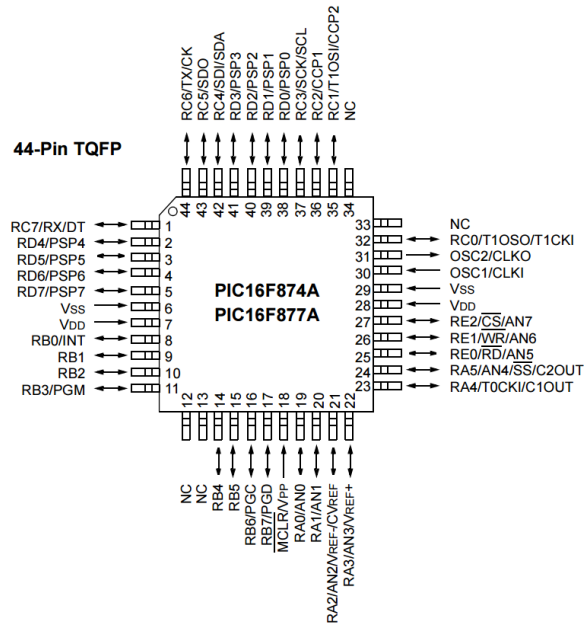 44-Pin TQFP
RC6/TX/CK
RC5/SDO
RC4/SDI/SDA
RD3/PSP3
RD2/PSP2
RD1/PSP1
RD0/PSP0
RC3/SCK/SCL
RC2/CCP1
RC1/T1OSI/CCP2
NC
44
43
42
41
40
39
38
37
36
35
34
RC7/RX/DT 1
RD4/PSP4 2
RD5/PSP5 3
RD6/PSP6 4
RD7/PSP7 5
VSS 6
VDD 7
RB0/INT 8
RB1 9
RB2 10
RB3/PGM 11
PIC16F874A
PIC16F877A
33 NC
32 RC0/T1OSO/T1CKI
31 OSC2/CLKO
30 OSC1/CLKI
29 VSS
28 VDD
27 RE2/CS/AN7
26 RE1/WR/AN6
25 RE0/RD/AN5
24 RA5/AN4/SS/C2OUT
23 RA4/T0CKI/C1OUT
12
13
14
15
16
17
18
19
20
21
22
NC
NC
RB4
RB5
RB6/PGC
RB7/PGD
MCLR/VPP
RA0/AN0
RA1/AN1
RA2/AN2/VREF-/CVREF
RA3/AN3/VREF+